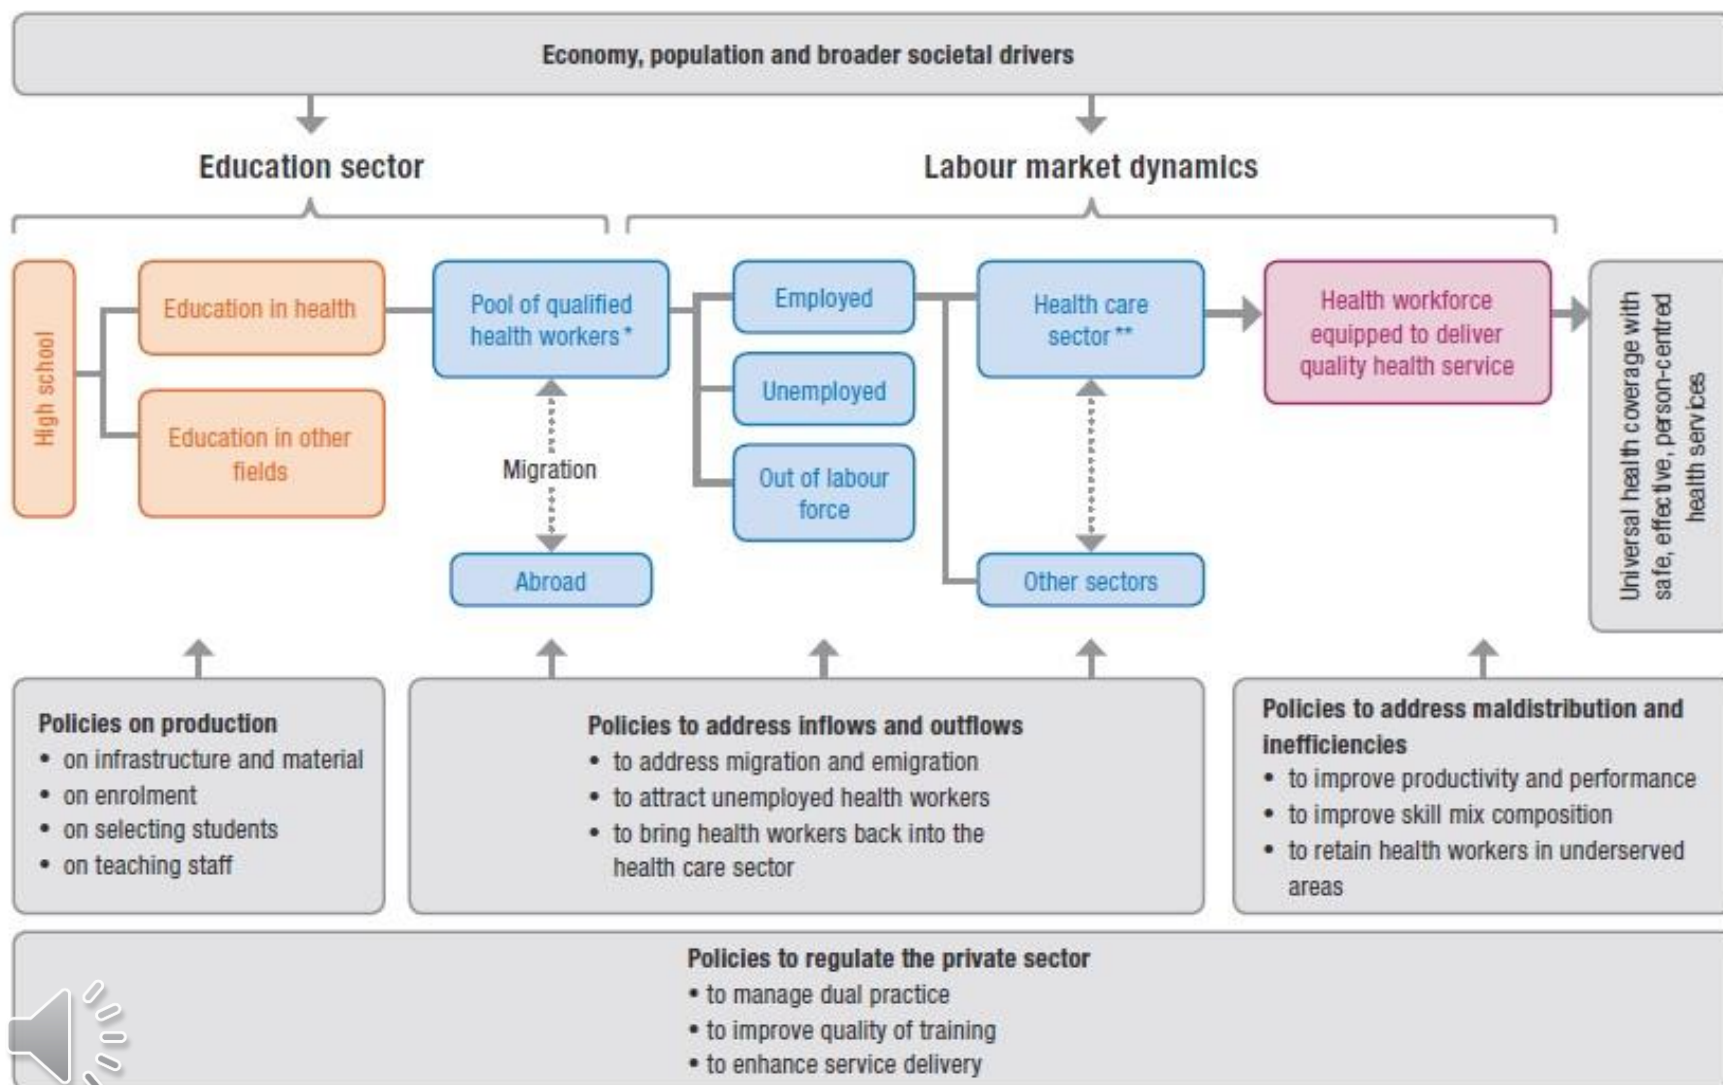 Economy, population and broader societal drivers
Education sector
Labour market dynamics
High school
Education in health
Education in other
fields
Pool of qualified
health workers *
Migration
Abroad
Employed
Unemployed
Out of labour
force
Health care
sector **
Other sectors
Health workforce
equipped to deliver
quality health service
Universal health coverage with
safe, effective, person-centred
health services
Policies on production
• on infrastructure and material
• on enrolment
• on selecting students
• on teaching staff
Policies to address inflows and outflows
• to address migration and emigration
• to attract unemployed health workers
• to bring health workers back into the
health care sector
Policies to address maldistribution and
inefficiencies
• to improve productivity and performance
• to improve skill mix composition
• to retain health workers in underserved
areas
Policies to regulate the private sector
• to manage dual practice
• to improve quality of training
• to enhance service delivery